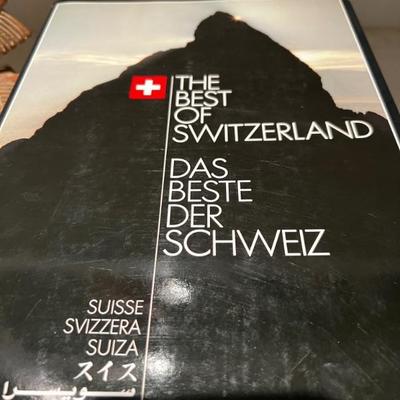 THE
BEST
OF
SWITZERLAND
DAS
BESTE
DER
SCHWEIZ
SUISSE
SVIZZERA
SUIZA
スイス
سويسرا